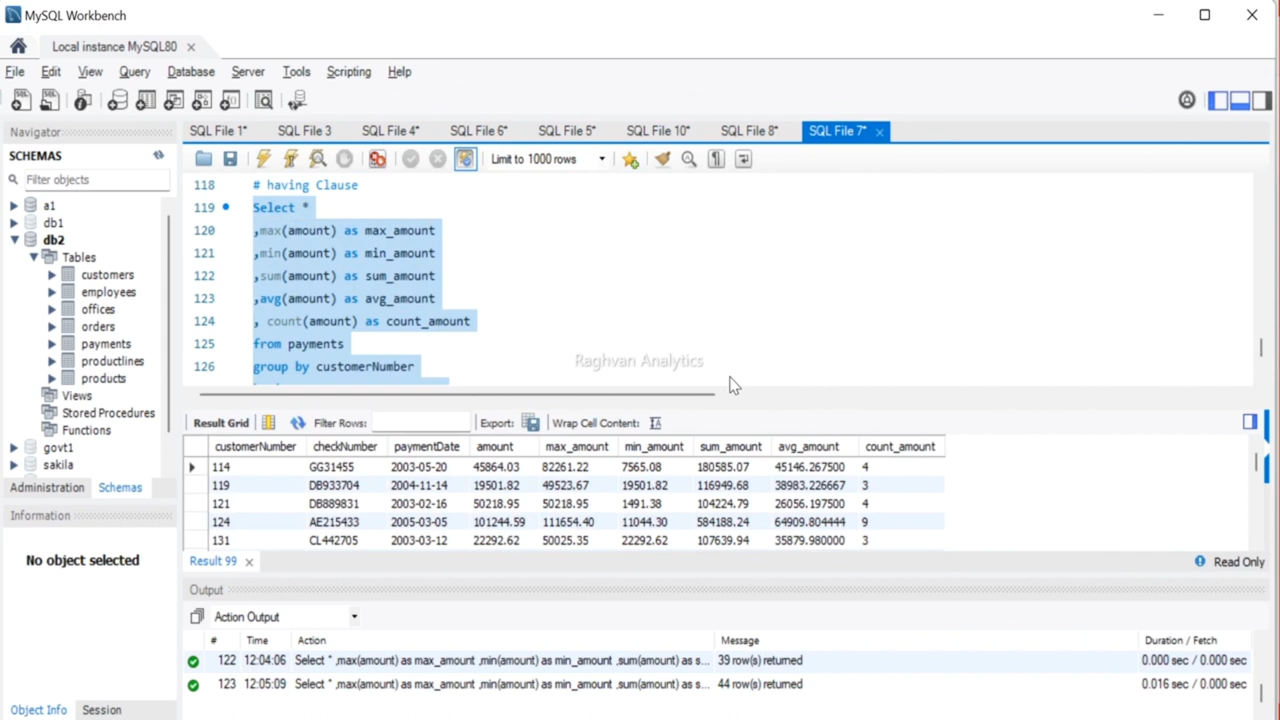 MySQL Workbench
Local instance MySQL80
File Edit View Query Database Server Tools Scripting Help
Navigator
SCHEMAS
Filter objects
a1
db1
db2
Tables
customers
employees
offices
orders
payments
productlines
products
Views
Stored Procedures
Functions
govt1
sakila
Administration Schemas
Information
No object selected
Object Info Session
SQL File 1* SQL File 3 SQL File 4* SQL File 6* SQL File 5* SQL File 10* SQL File 8* SQL File 7*
Limit to 1000 rows
118 # having Clause
119 Select *
120 ,max(amount) as max_amount
121 ,min(amount) as min_amount
122 ,sum(amount) as sum_amount
123 ,avg(amount) as avg_amount
124 , count(amount) as count_amount
125 from payments
126 group by customerNumber
Raghvan Analytics
Result Grid Filter Rows: Export: Wrap Cell Content:
customerNumber checkNumber paymentDate amount max_amount min_amount sum_amount avg_amount count_amount
114 GG31455 2003-05-20 45864.03 82261.22 7565.08 180585.07 45146.267500 4
119 DB933704 2004-11-14 19501.82 49523.67 19501.82 116949.68 38983.226667 3
121 DB889831 2003-02-16 50218.95 50218.95 1491.38 104224.79 26056.197500 4
124 AE215433 2005-03-05 101244.59 111654.40 11044.30 584188.24 64909.804444 9
131 CL442705 2003-03-12 22292.62 50025.35 22292.62 107639.94 35879.980000 3
Result 99
Read Only
Output
Action Output
# Time Action Message Duration / Fetch
122 12:04:06 Select * ,max(amount) as max_amount ,min(amount) as min_amount ,sum(amount) as s... 39 row(s) returned 0.000 sec / 0.000 sec
123 12:05:09 Select * ,max(amount) as max_amount ,min(amount) as min_amount ,sum(amount) as s... 44 row(s) returned 0.016 sec / 0.000 sec